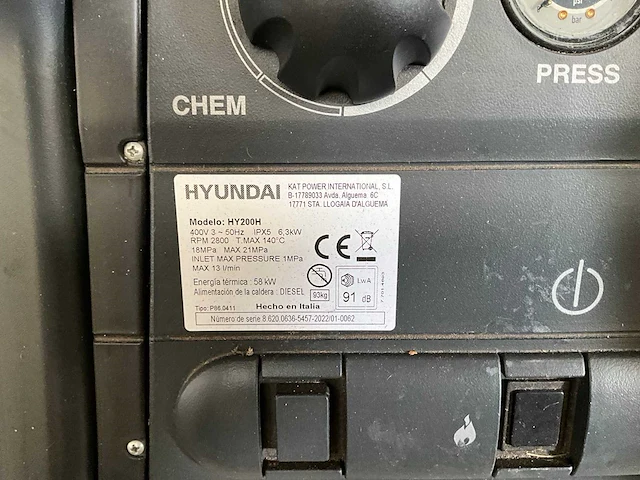 psi
bar
PRESS
CHEM
HYUNDAI
KAT POWER INTERNATIONAL, S.L.
B-17789033 Avda. Alguema 6C
17771 STA. LLOGAIA D'ALGUEMA
Modelo: HY200H
400V 3 ~ 50Hz IPX5 6,3kW
RPM 2800 T.MAX 140°C
18MPa MAX 21MPa
INLET MAX PRESSURE 1MPa
MAX 13 l/min
CE
Energía térmica : 58 kW
Alimentación de la caldera : DIESEL
93kg
LwA
91 dB
Tipo: P86.0411
Hecho en Italia
Número de serie 8.620.0636-5457-2022/01-0062